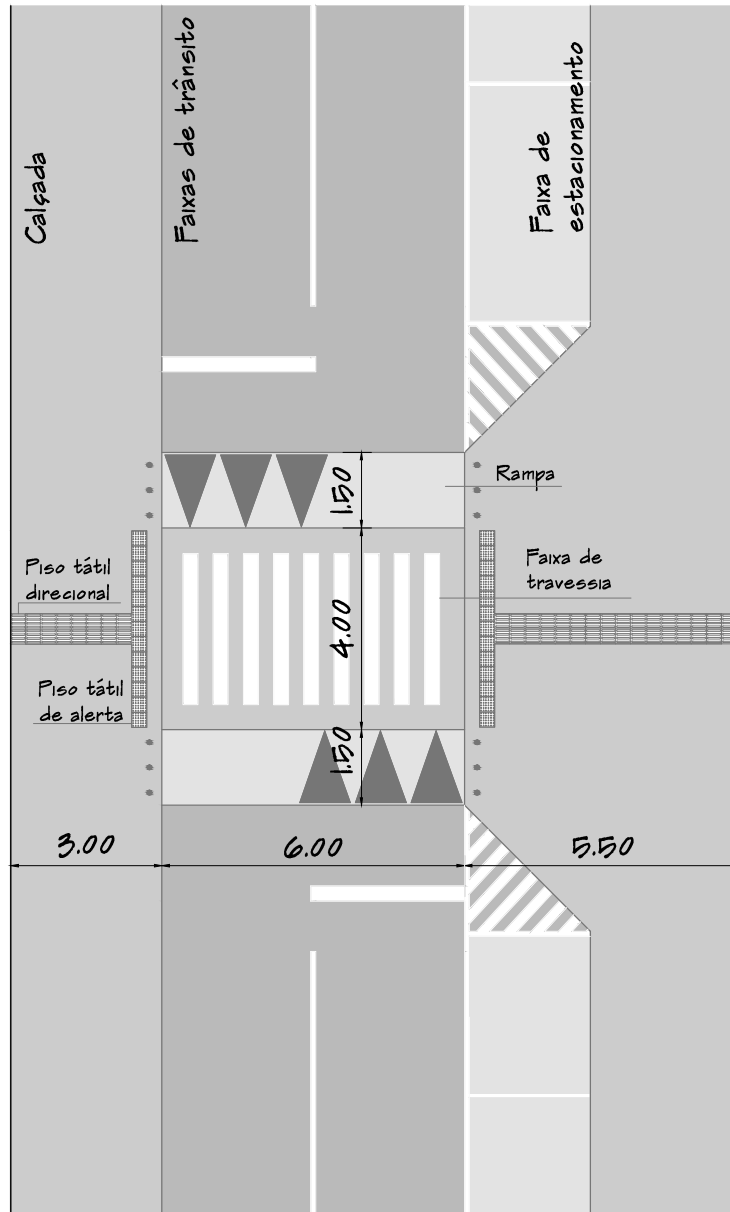 Calçada
Faixas de trânsito
Faixa de
estacionamento
Rampa
1.50
Piso tátil
direcional
Faixa de
travessia
4.00
Piso tátil
de alerta
1.50
3.00
6.00
5.50